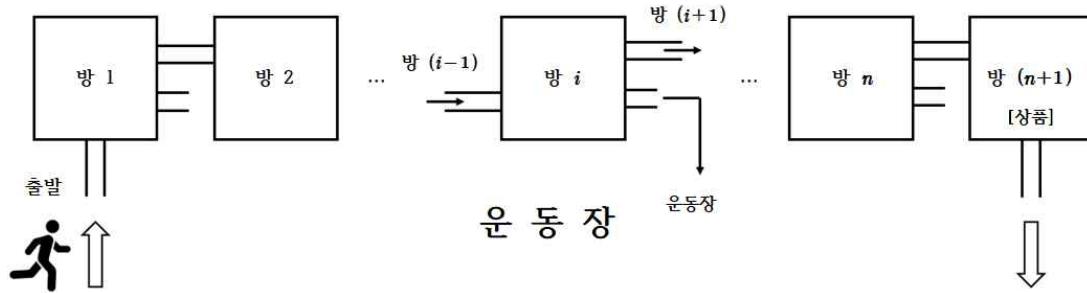 방 1
방 2
…
방 (i−1)
방 i
방 (i+1)
운동장
…
방 n
방 (n+1)
[상품]
출발
운 동 장